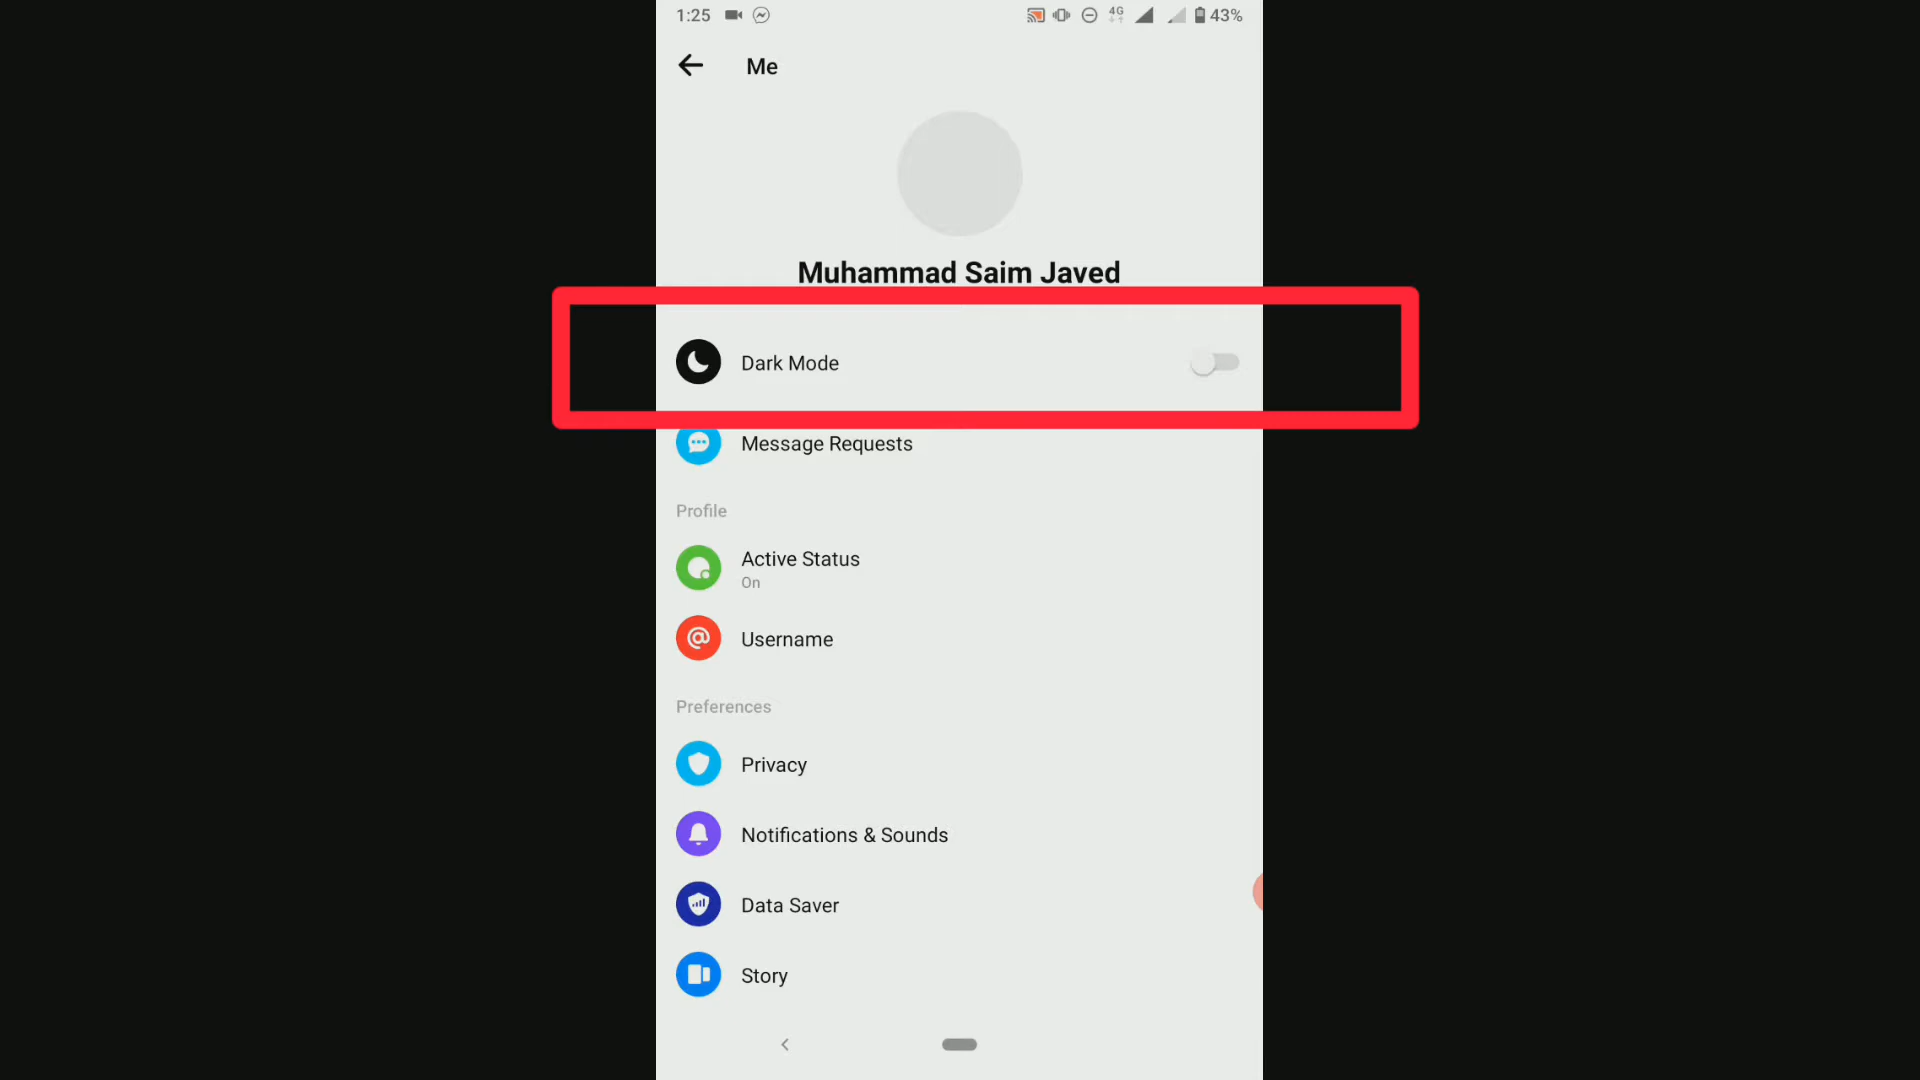 1:25 4G 43%
Me
Muhammad Saim Javed
Dark Mode
Message Requests
Profile
Active Status
On
Username
Preferences
Privacy
Notifications & Sounds
Data Saver
Story